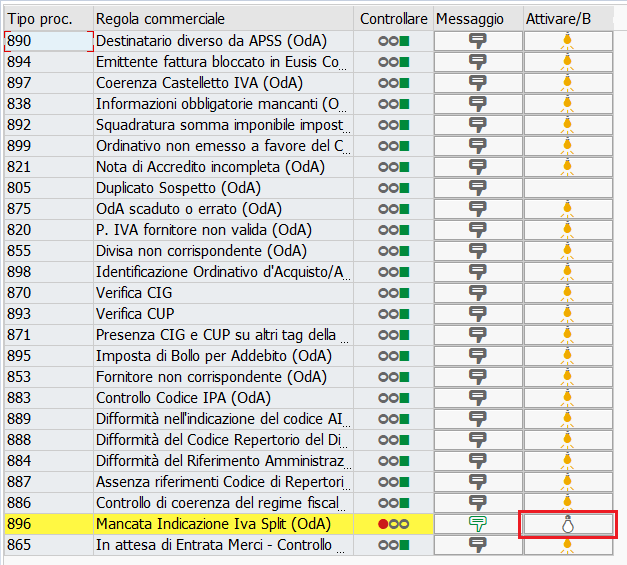 Tipo proc. Regola commerciale Controllare Messaggio Attivare/B
890 Destinatario diverso da APSS (OdA)
894 Emittente fattura bloccato in Eusis Co...
897 Coerenza Castelletto IVA (OdA)
838 Informazioni obbligatorie mancanti (O...
892 Squadratura somma imponibile impost...
899 Ordinativo non emesso a favore del C...
821 Nota di Accredito incompleta (OdA)
805 Duplicato Sospetto (OdA)
875 OdA scaduto o errato (OdA)
820 P. IVA fornitore non valida (OdA)
855 Divisa non corrispondente (OdA)
898 Identificazione Ordinativo d'Acquisto/A...
870 Verifica CIG
893 Verifica CUP
871 Presenza CIG e CUP su altri tag della ...
895 Imposta di Bollo per Addebito (OdA)
853 Fornitore non corrispondente (OdA)
883 Controllo Codice IPA (OdA)
889 Difformità nell'indicazione del codice AI...
888 Difformità del Codice Repertorio del Di...
884 Difformità del Riferimento Amministraz...
887 Assenza riferimenti Codice di Repertori...
886 Controllo di coerenza del regime fiscal...
896 Mancata Indicazione Iva Split (OdA)
865 In attesa di Entrata Merci - Controllo ...